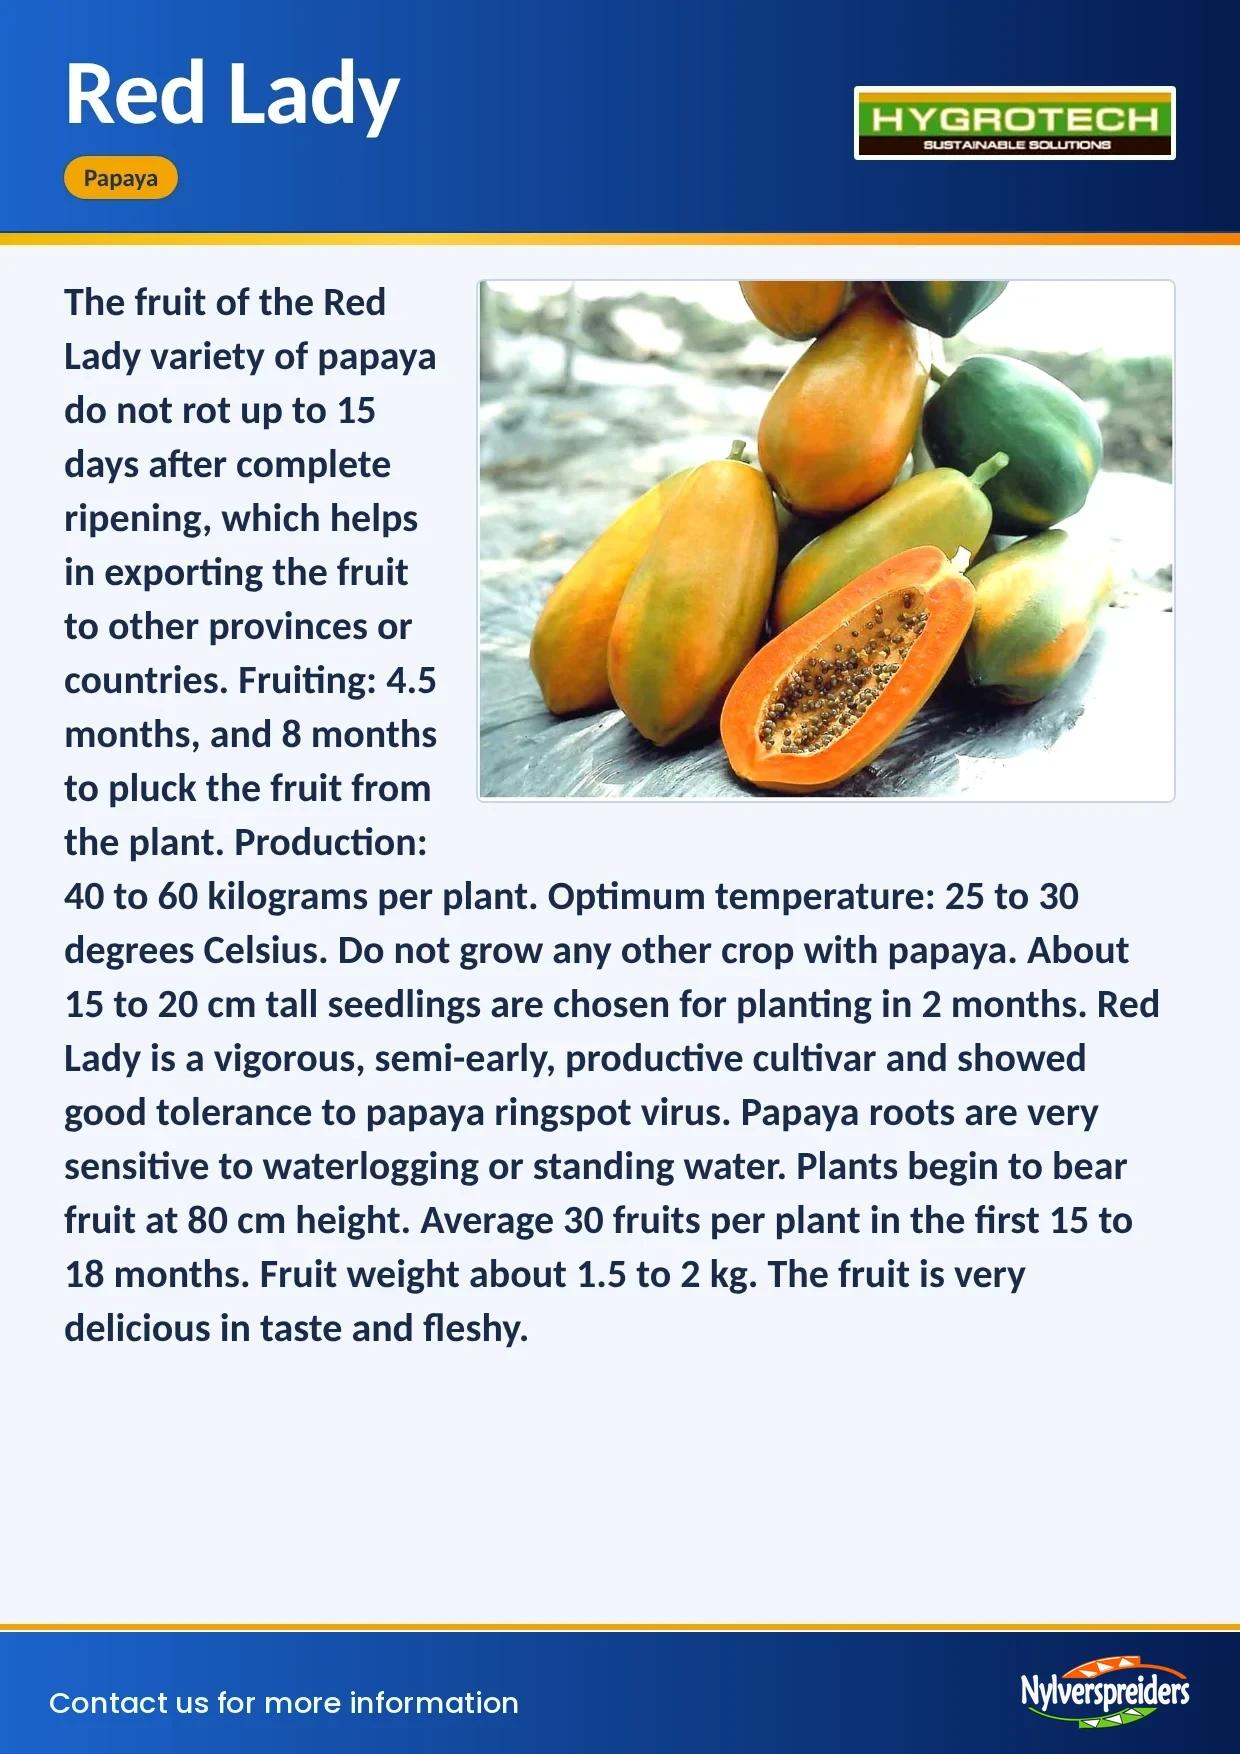 Red Lady
HYGROTECH
SUSTAINABLE SOLUTIONS
Papaya
The fruit of the Red
Lady variety of papaya
do not rot up to 15
days after complete
ripening, which helps
in exporting the fruit
to other provinces or
countries. Fruiting: 4.5
months, and 8 months
to pluck the fruit from
the plant. Production:
40 to 60 kilograms per plant. Optimum temperature: 25 to 30
degrees Celsius. Do not grow any other crop with papaya. About
15 to 20 cm tall seedlings are chosen for planting in 2 months. Red
Lady is a vigorous, semi-early, productive cultivar and showed
good tolerance to papaya ringspot virus. Papaya roots are very
sensitive to waterlogging or standing water. Plants begin to bear
fruit at 80 cm height. Average 30 fruits per plant in the first 15 to
18 months. Fruit weight about 1.5 to 2 kg. The fruit is very
delicious in taste and fleshy.
Contact us for more information
Nylverspreiders